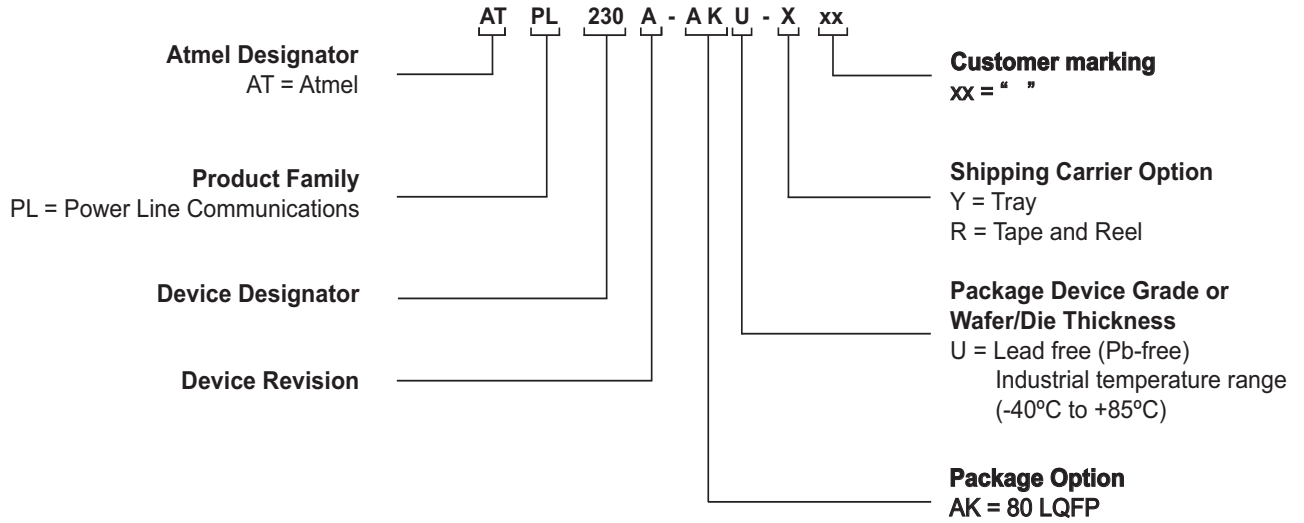 AT PL 230 A - A K U - X xx
Atmel Designator
AT = Atmel
Product Family
PL = Power Line Communications
Device Designator
Device Revision
Customer marking
xx = “ ”
Shipping Carrier Option
Y = Tray
R = Tape and Reel
Package Device Grade or
Wafer/Die Thickness
U = Lead free (Pb-free)
Industrial temperature range
(-40ºC to +85ºC)
Package Option
AK = 80 LQFP